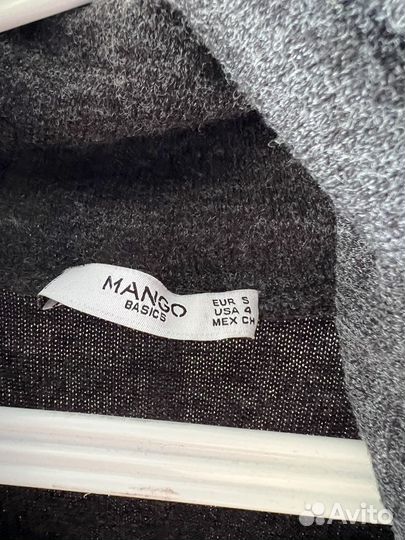 MANGO
BASICS
EUR S
USA 4
MEX CH
Avito